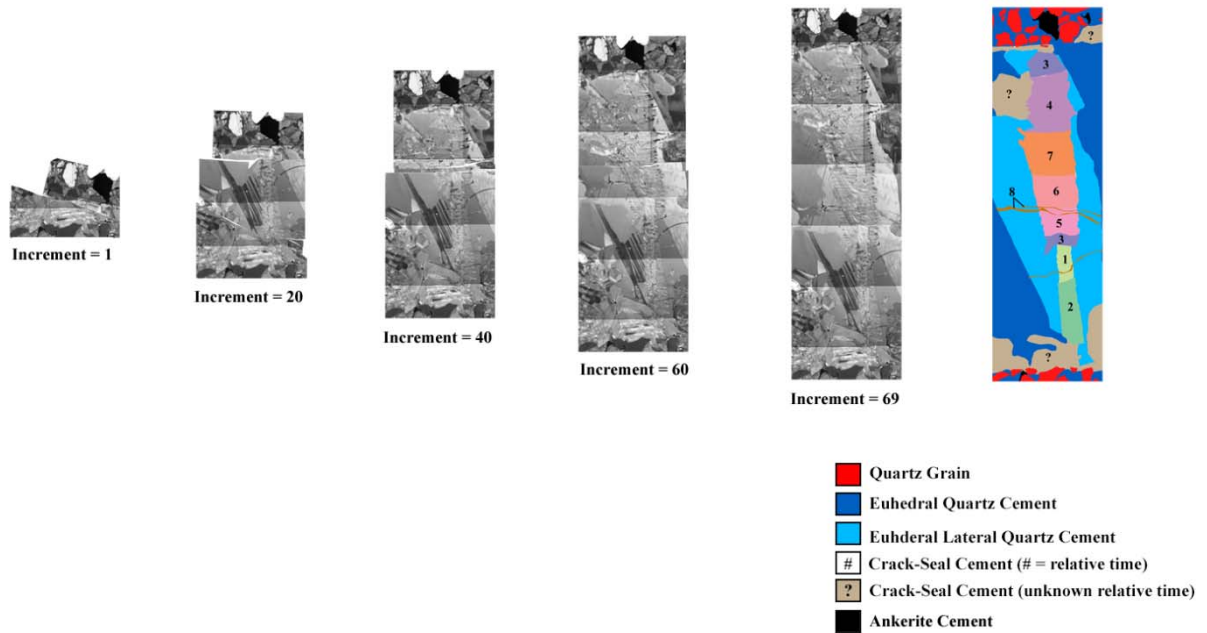 ?
3
?
4
7
6
8
5
3
1
2
?
Increment = 1
Increment = 20
Increment = 40
Increment = 60
Increment = 69
Quartz Grain
Euhedral Quartz Cement
Euhderal Lateral Quartz Cement
# Crack-Seal Cement (# = relative time)
? Crack-Seal Cement (unknown relative time)
Ankerite Cement